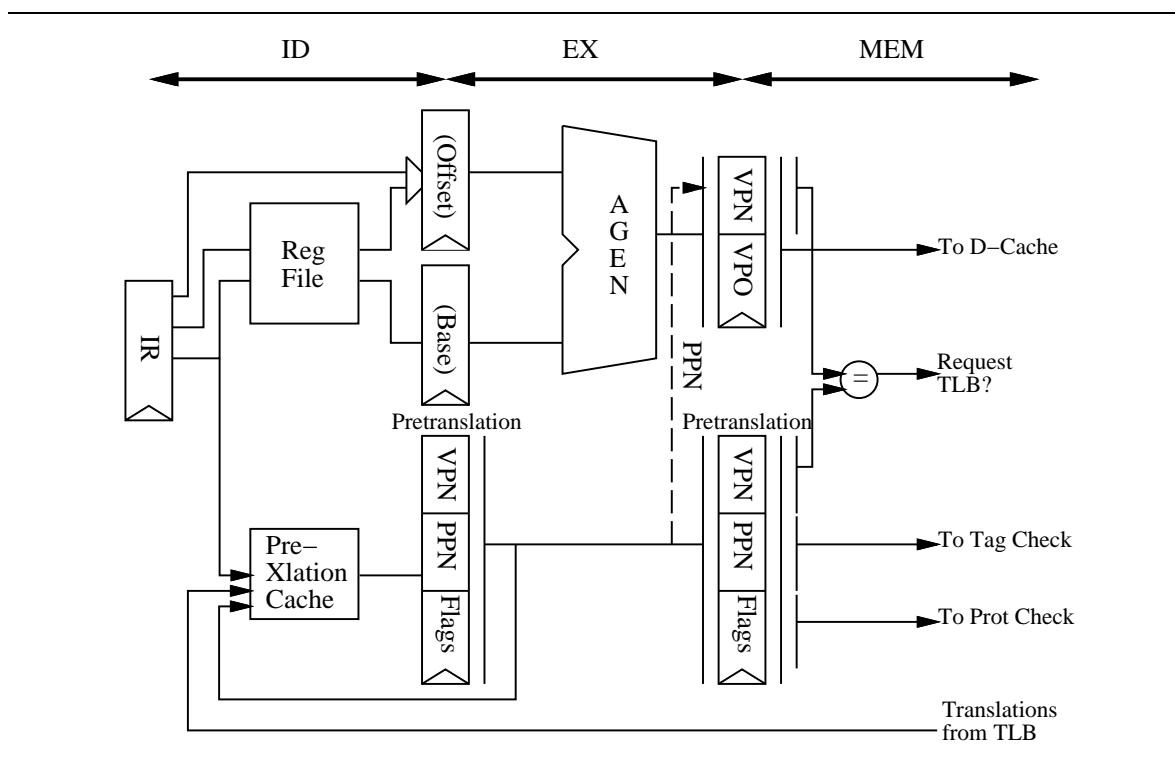 ID
EX
MEM
(Offset)
A
G
E
N
VPN
VPO
Reg
File
To D−Cache
IR
(Base)
PPN
=
Request
TLB?
Pretranslation
Pretranslation
VPN
PPN
Flags
VPN
PPN
Flags
Pre−
Xlation
Cache
To Tag Check
To Prot Check
Translations
from TLB